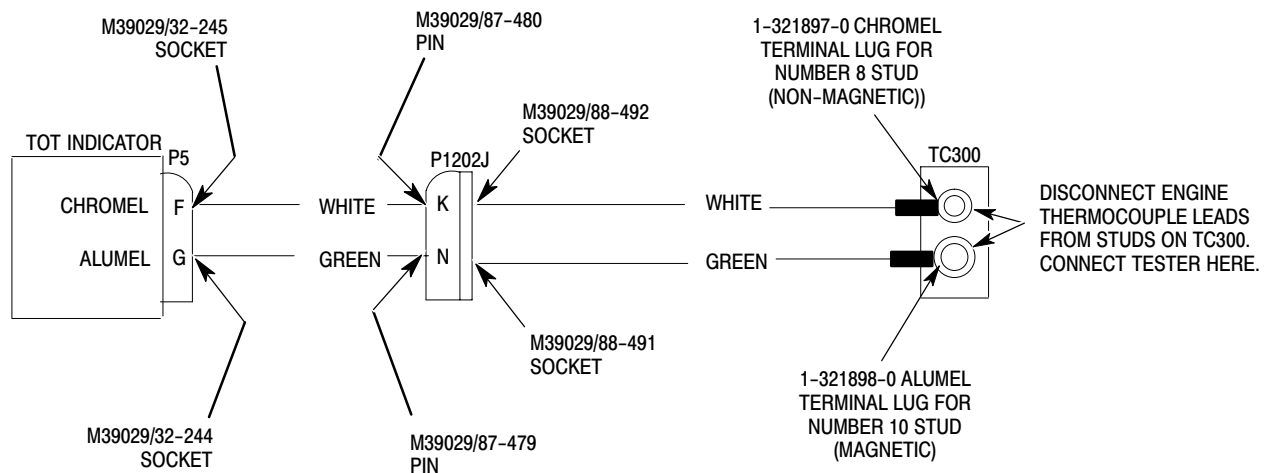 M39029/32-245
SOCKET
M39029/87-480
PIN
1-321897-0 CHROMEL
TERMINAL LUG FOR
NUMBER 8 STUD
(NON-MAGNETIC))
M39029/88-492
SOCKET
TOT INDICATOR
P5
P1202J
TC300
CHROMEL
F
WHITE
K
WHITE
ALUMEL
G
GREEN
N
GREEN
DISCONNECT ENGINE
THERMOCOUPLE LEADS
FROM STUDS ON TC300.
CONNECT TESTER HERE.
M39029/88-491
SOCKET
1-321898-0 ALUMEL
TERMINAL LUG FOR
NUMBER 10 STUD
(MAGNETIC)
M39029/32-244
SOCKET
M39029/87-479
PIN